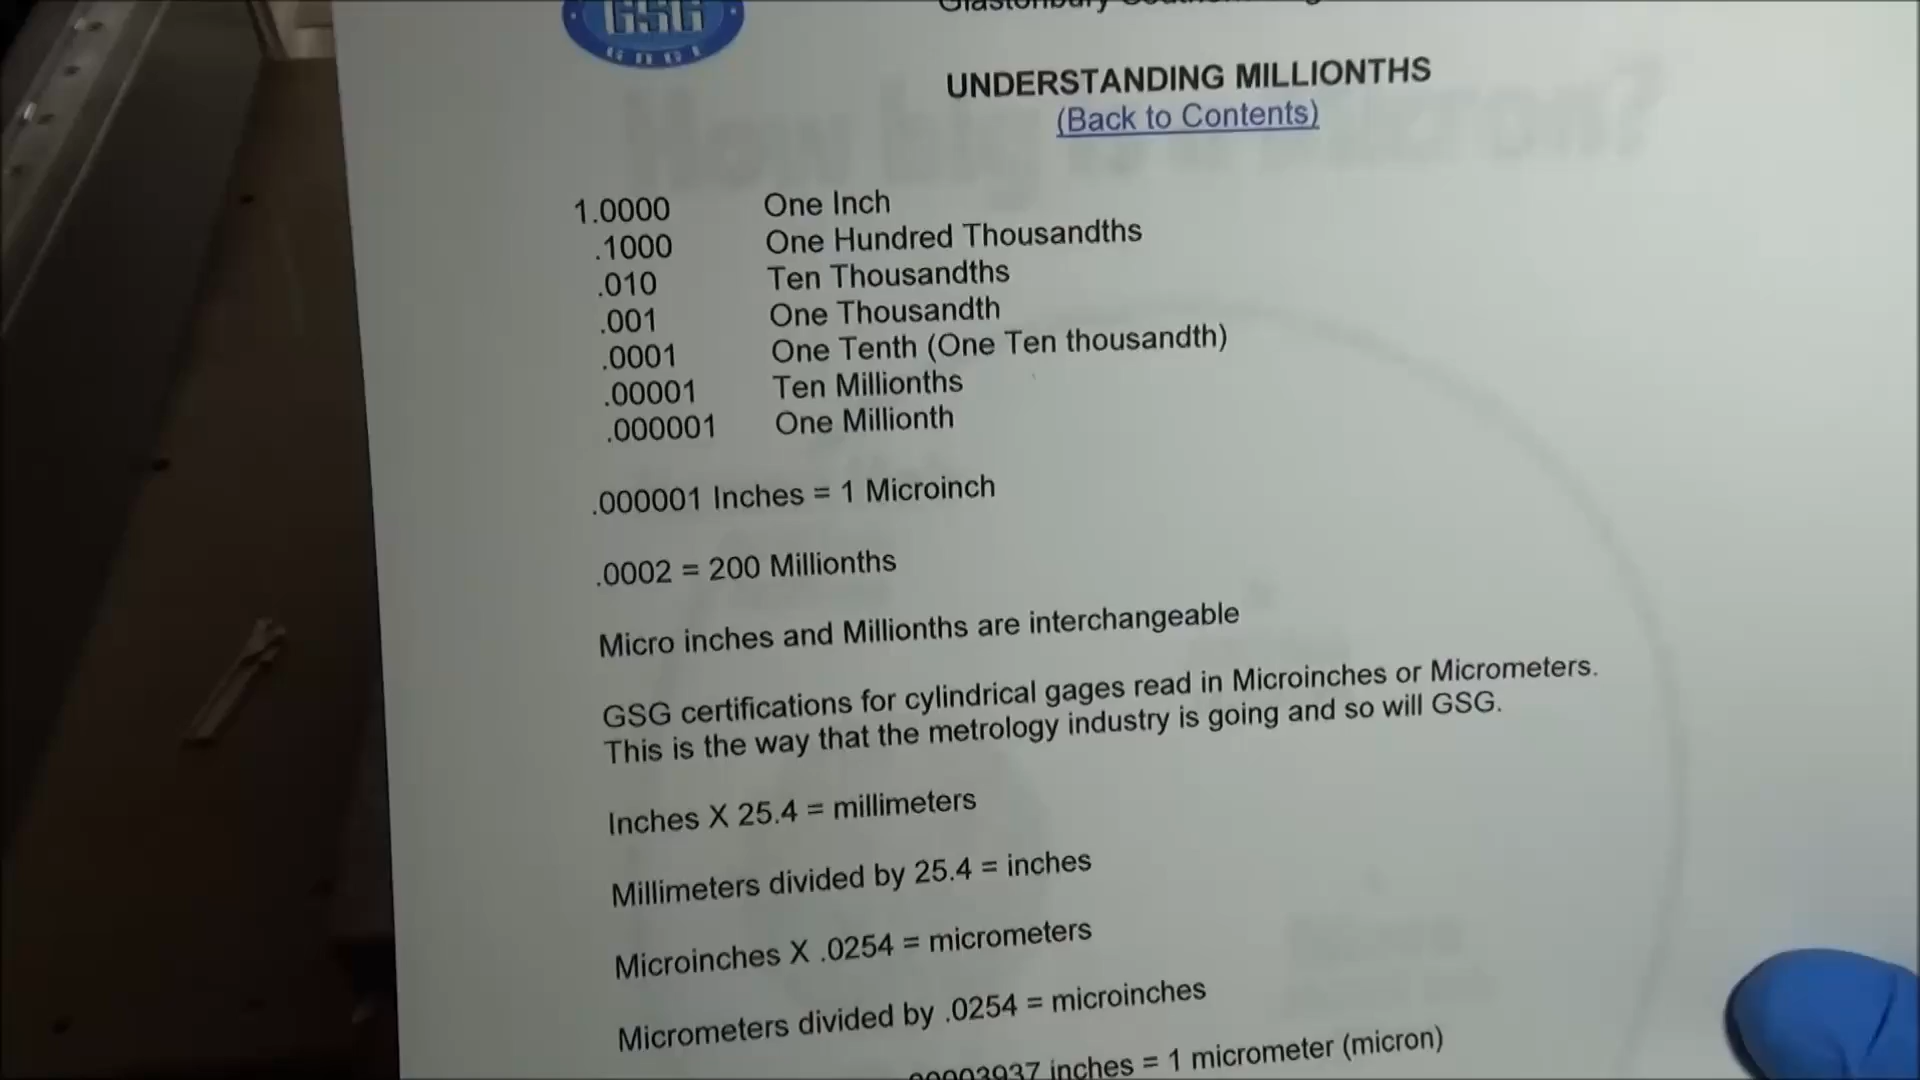 GSG
UNDERSTANDING MILLIONTHS
(Back to Contents)
1.0000 One Inch
.1000 One Hundred Thousandths
.010 Ten Thousandths
.001 One Thousandth
.0001 One Tenth (One Ten thousandth)
.00001 Ten Millionths
.000001 One Millionth
.000001 Inches = 1 Microinch
.0002 = 200 Millionths
Micro inches and Millionths are interchangeable
GSG certifications for cylindrical gages read in Microinches or Micrometers.
This is the way that the metrology industry is going and so will GSG.
Inches X 25.4 = millimeters
Millimeters divided by 25.4 = inches
Microinches X .0254 = micrometers
Micrometers divided by .0254 = microinches
.00003937 inches = 1 micrometer (micron)